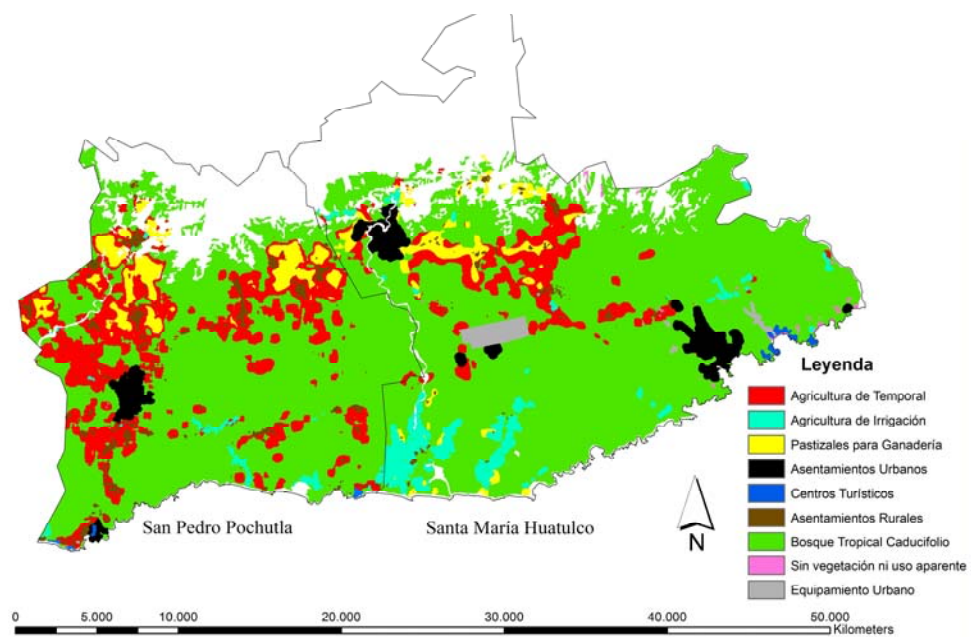 Leyenda
Agricultura de Temporal
Agricultura de Irrigación
Pastizales para Ganadería
Asentamientos Urbanos
Centros Turísticos
Asentamientos Rurales
Bosque Tropical Caducifolio
Sin vegetación ni uso aparente
Equipamiento Urbano
San Pedro Pochutla
Santa María Huatulco
N
0 5.000 10.000 20.000 30.000 40.000 50.000
Kilometers